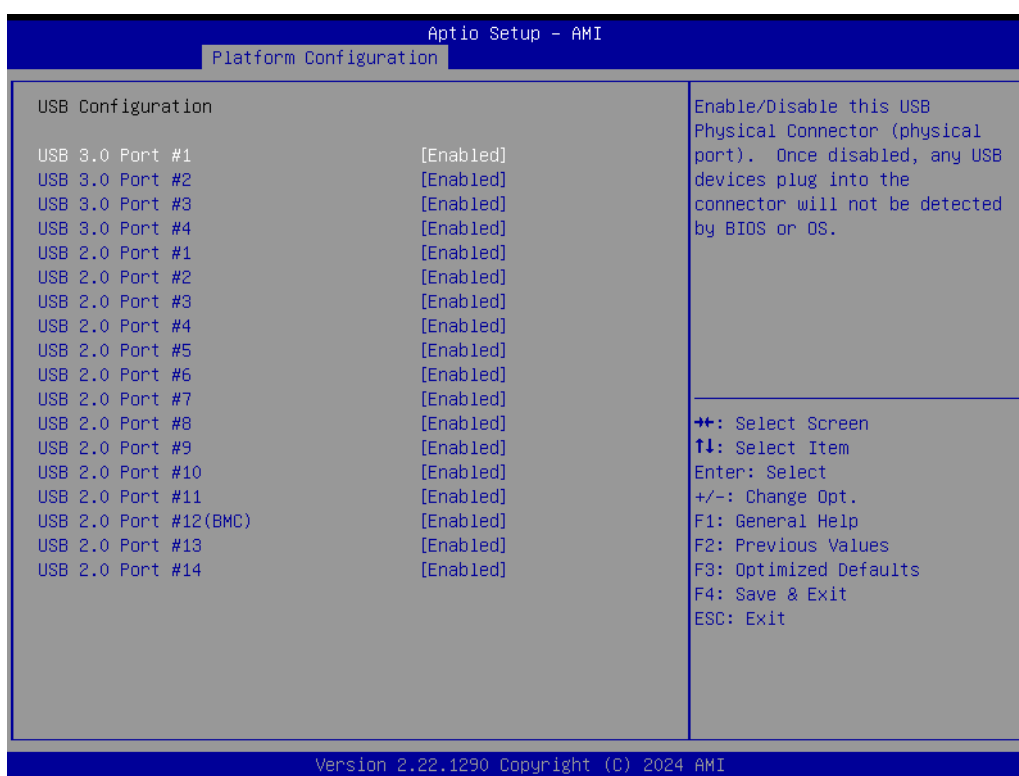 Aptio Setup – AMI
Platform Configuration
USB Configuration
USB 3.0 Port #1 [Enabled]
USB 3.0 Port #2 [Enabled]
USB 3.0 Port #3 [Enabled]
USB 3.0 Port #4 [Enabled]
USB 2.0 Port #1 [Enabled]
USB 2.0 Port #2 [Enabled]
USB 2.0 Port #3 [Enabled]
USB 2.0 Port #4 [Enabled]
USB 2.0 Port #5 [Enabled]
USB 2.0 Port #6 [Enabled]
USB 2.0 Port #7 [Enabled]
USB 2.0 Port #8 [Enabled]
USB 2.0 Port #9 [Enabled]
USB 2.0 Port #10 [Enabled]
USB 2.0 Port #11 [Enabled]
USB 2.0 Port #12(BMC) [Enabled]
USB 2.0 Port #13 [Enabled]
USB 2.0 Port #14 [Enabled]
Enable/Disable this USB
Physical Connector (physical
port).  Once disabled, any USB
devices plug into the
connector will not be detected
by BIOS or OS.
→←: Select Screen
↑↓: Select Item
Enter: Select
+/-: Change Opt.
F1: General Help
F2: Previous Values
F3: Optimized Defaults
F4: Save & Exit
ESC: Exit
Version 2.22.1290 Copyright (C) 2024 AMI